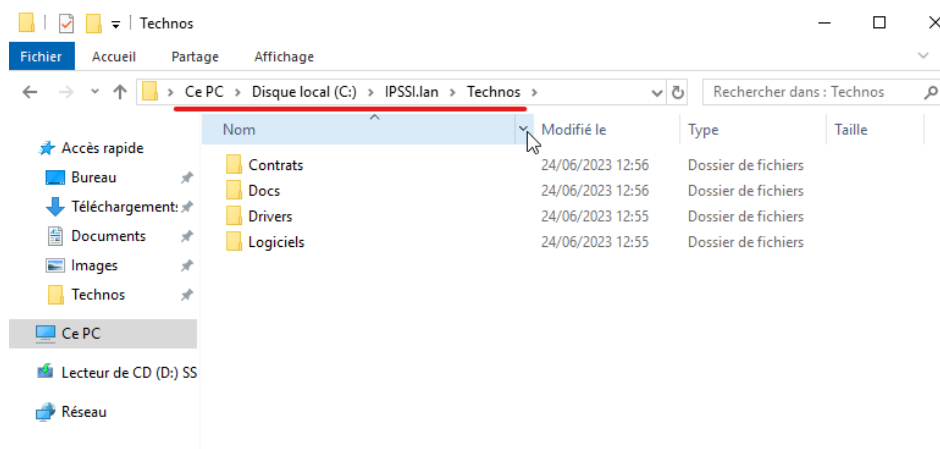 Technos
Fichier Accueil Partage Affichage
Ce PC > Disque local (C:) > IPSSI.lan > Technos > Rechercher dans : Technos
Nom Modifié le Type Taille
Accès rapide
Contrats 24/06/2023 12:56 Dossier de fichiers
Bureau
Docs 24/06/2023 12:56 Dossier de fichiers
Téléchargements
Drivers 24/06/2023 12:55 Dossier de fichiers
Documents
Logiciels 24/06/2023 12:55 Dossier de fichiers
Images
Technos
Ce PC
Lecteur de CD (D:) SS
Réseau